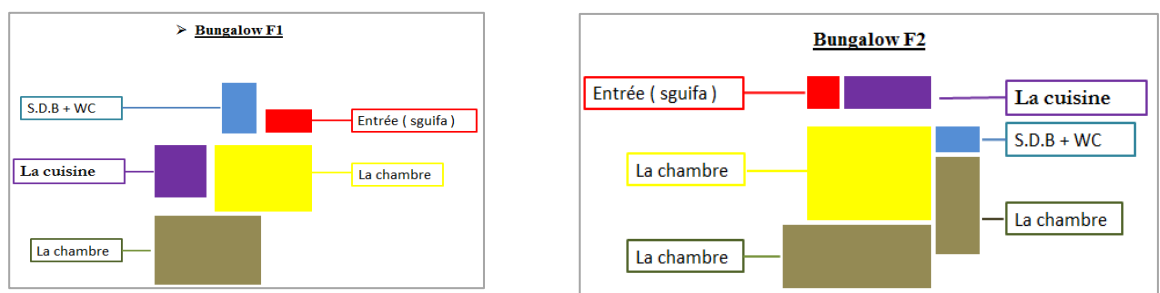 ➢ Bungalow F1
S.D.B + WC
Entrée ( sguifa )
La cuisine
La chambre
La chambre
Bungalow F2
Entrée ( sguifa )
La cuisine
S.D.B + WC
La chambre
La chambre
La chambre